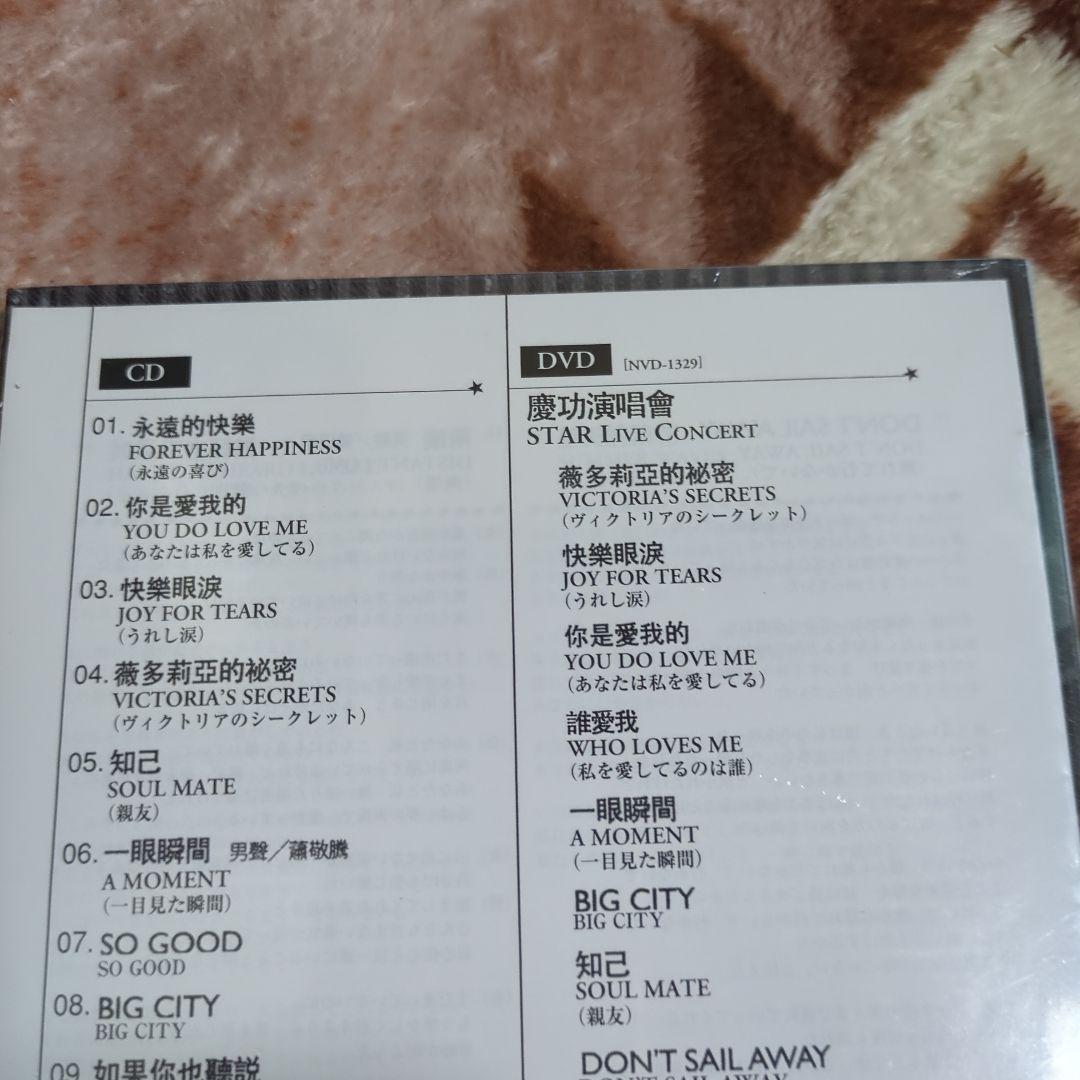 CD
01. 永遠的快樂
FOREVER HAPPINESS
(永遠の喜び)
02. 你是愛我的
YOU DO LOVE ME
(あなたは私を愛してる)
03. 快樂眼淚
JOY FOR TEARS
(うれし涙)
04. 薇多莉亞的祕密
VICTORIA'S SECRETS
(ヴィクトリアのシークレット)
05. 知己
SOUL MATE
(親友)
06. 一眼瞬間 男聲／蕭敬騰
A MOMENT
(一目見た瞬間)
07. SO GOOD
SO GOOD
08. BIG CITY
BIG CITY
09. 如果你也聽説
DVD [NVD-1329]
慶功演唱會
STAR LIVE CONCERT
薇多莉亞的祕密
VICTORIA'S SECRETS
(ヴィクトリアのシークレット)
快樂眼淚
JOY FOR TEARS
(うれし涙)
你是愛我的
YOU DO LOVE ME
(あなたは私を愛してる)
誰愛我
WHO LOVES ME
(私を愛してるのは誰)
一眼瞬間
A MOMENT
(一目見た瞬間)
BIG CITY
BIG CITY
知己
SOUL MATE
(親友)
DON'T SAIL AWAY
DON'T SAIL AWAY